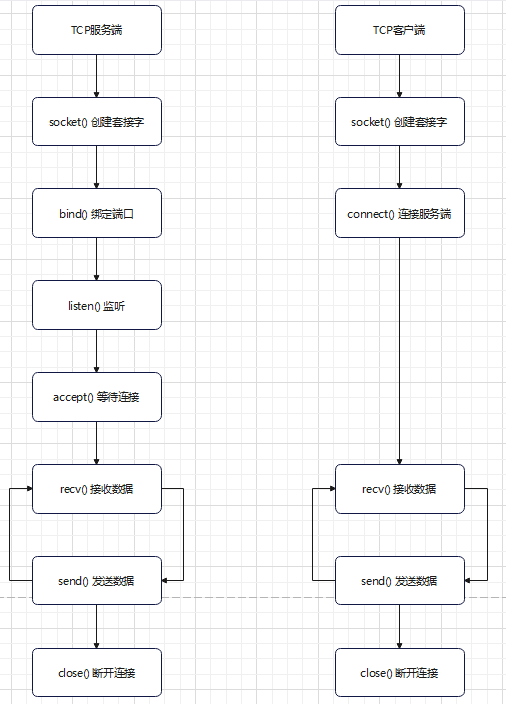 TCP服务端
TCP客户端
socket() 创建套接字
socket() 创建套接字
bind() 绑定端口
connect() 连接服务端
listen() 监听
accept() 等待连接
recv() 接收数据
recv() 接收数据
send() 发送数据
send() 发送数据
close() 断开连接
close() 断开连接